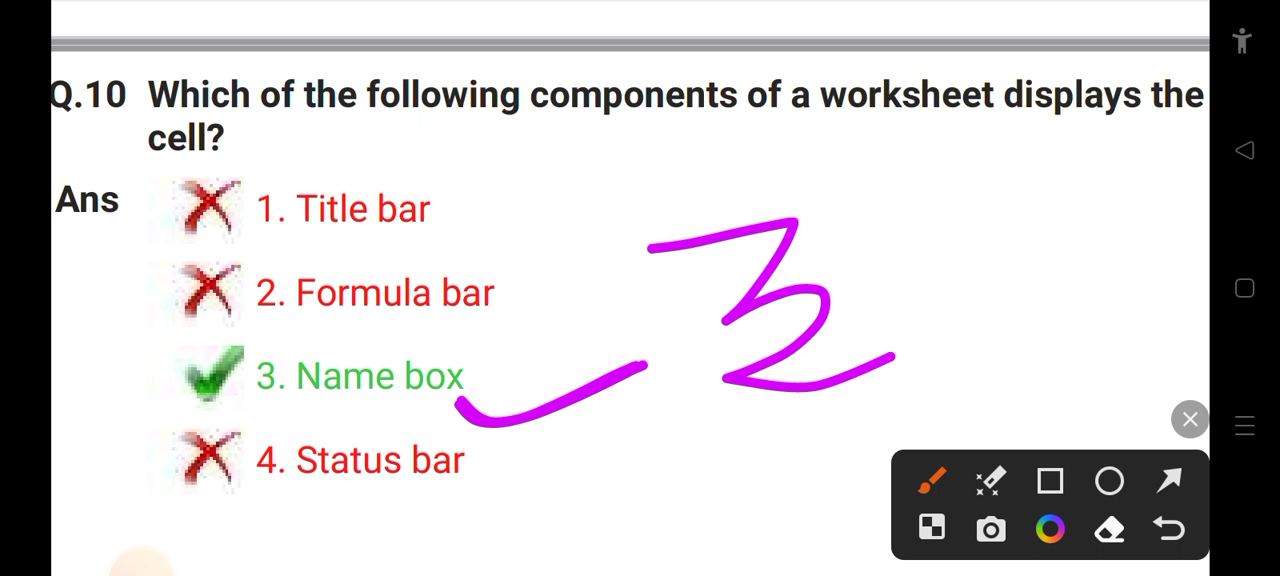 Q.10 Which of the following components of a worksheet displays the
cell?
Ans
1. Title bar
2. Formula bar
3. Name box
4. Status bar
3